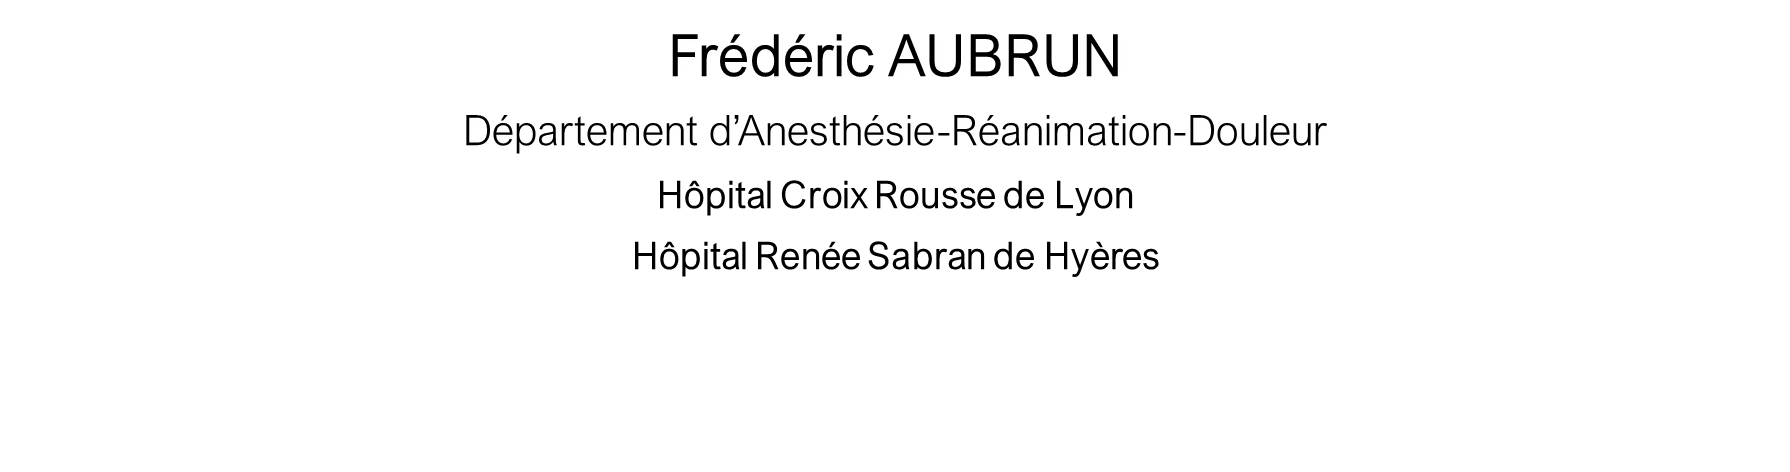 Frédéric AUBRUN
Département d’Anesthésie-Réanimation-Douleur
Hôpital Croix Rousse de Lyon
Hôpital Renée Sabran de Hyères